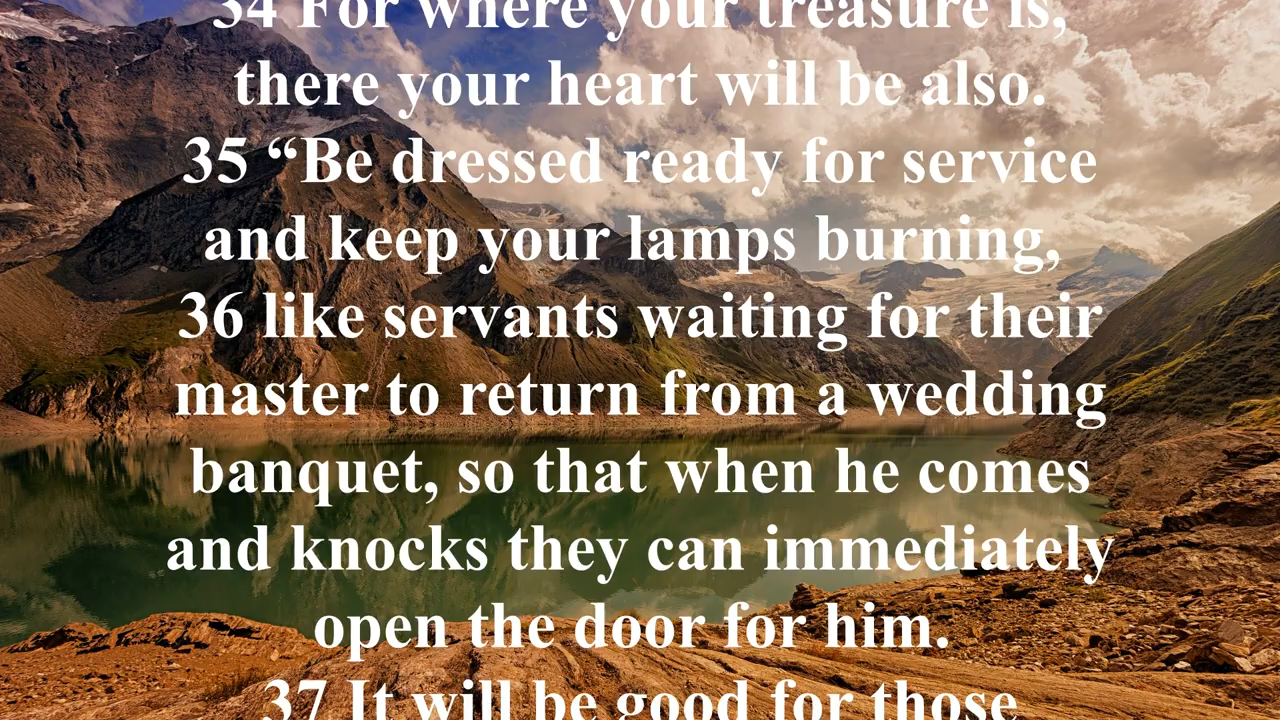 34 For where your treasure is,
there your heart will be also.
35 “Be dressed ready for service
and keep your lamps burning,
36 like servants waiting for their
master to return from a wedding
banquet, so that when he comes
and knocks they can immediately
open the door for him.
37 It will be good for those